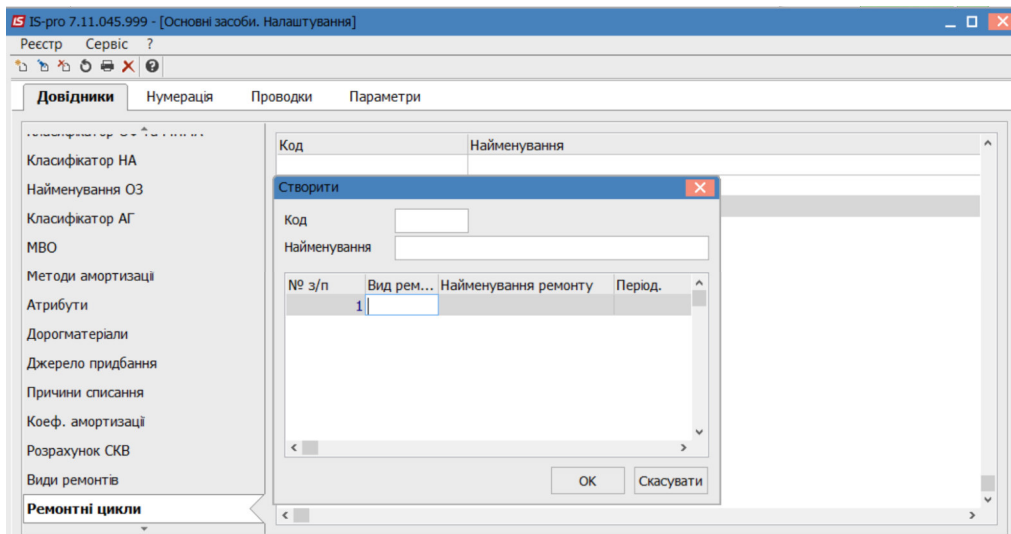 IS-pro 7.11.045.999 - [Основні засоби. Налаштування]
Реєстр Сервіс ?
Довідники Нумерація Проводки Параметри
Класифікатор НА
Найменування ОЗ
Класифікатор АГ
МВО
Методи амортизації
Атрибути
Дорогматеріали
Джерело придбання
Причини списання
Коеф. амортизації
Розрахунок СКВ
Види ремонтів
Ремонтні цикли
Код Найменування
Створити
Код
Найменування
№ з/п Вид рем... Найменування ремонту Період.
1
ОК Скасувати